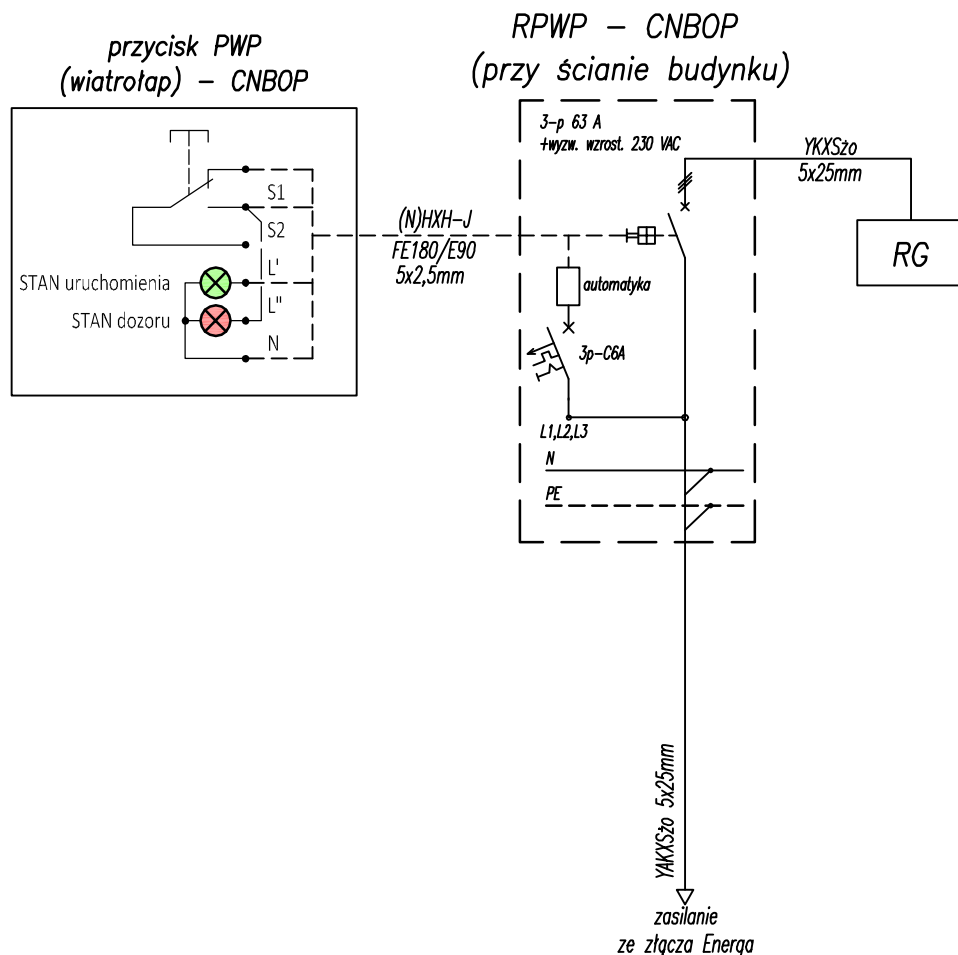 przycisk PWP
(wiatrołap) – CNBOP
S1
S2
L'
L"
N
STAN uruchomienia
STAN dozoru
(N)HXH-J
FE180/E90
5x2,5mm
RPWP – CNBOP
(przy ścianie budynku)
3-p 63 A
+wyzw. wzrost. 230 VAC
automatyka
3p-C6A
L1,L2,L3
N
PE
YKXSżo
5x25mm
RG
YAKXSżo 5x25mm
zasilanie
ze złącza Energa